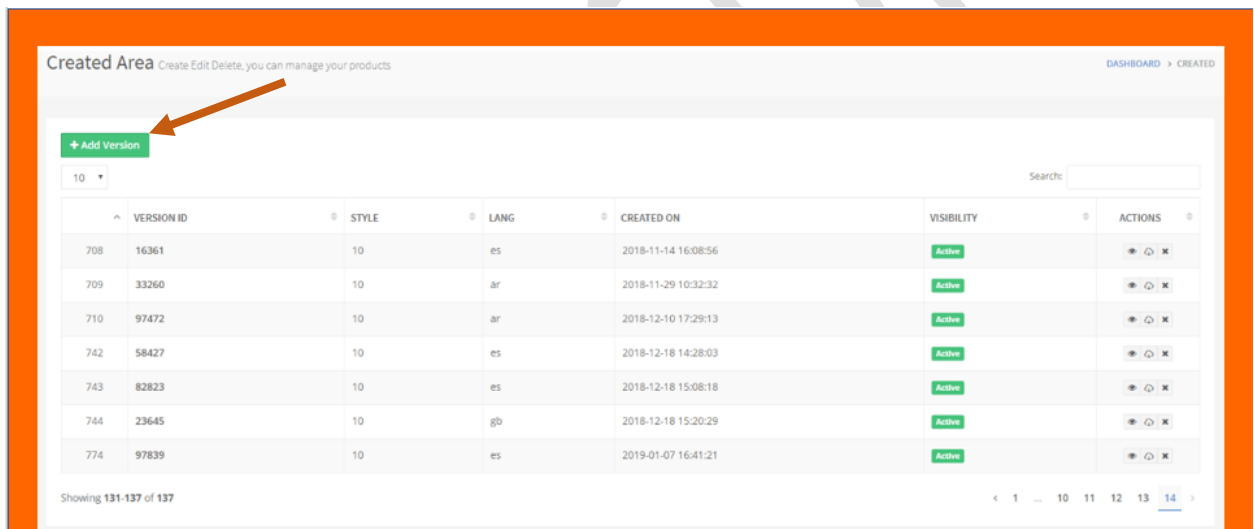 Created Area Create Edit Delete, you can manage your products
DASHBOARD > CREATED
+ Add Version
10
Search:
VERSION ID STYLE LANG CREATED ON VISIBILITY ACTIONS
708 16361 10 es 2018-11-14 16:08:56 Active
709 33260 10 ar 2018-11-29 10:32:32 Active
710 97472 10 ar 2018-12-10 17:29:13 Active
742 58427 10 es 2018-12-18 14:28:03 Active
743 82823 10 es 2018-12-18 15:08:18 Active
744 23645 10 gb 2018-12-18 15:20:29 Active
774 97839 10 es 2019-01-07 16:41:21 Active
Showing 131-137 of 137
< 1 ... 10 11 12 13 14 >